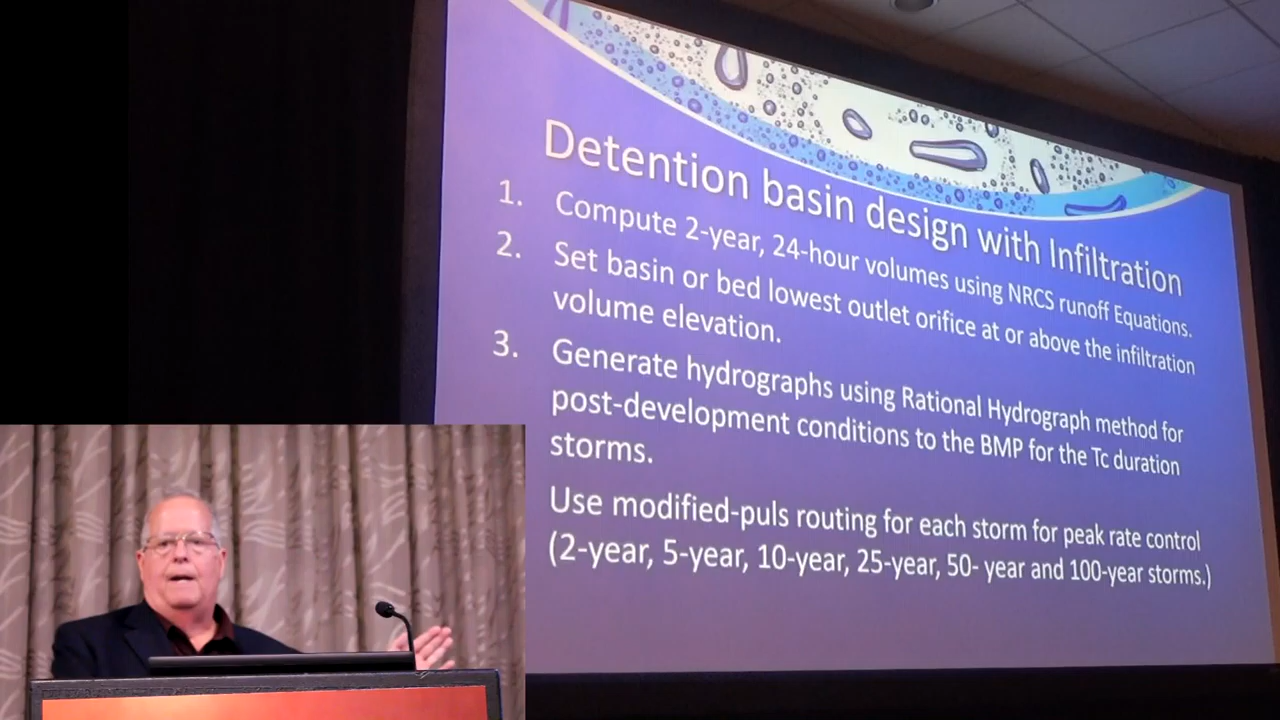 Detention basin design with Infiltration
1. Compute 2-year, 24-hour volumes using NRCS runoff Equations.
2. Set basin or bed lowest outlet orifice at or above the infiltration
volume elevation.
3. Generate hydrographs using Rational Hydrograph method for
post-development conditions to the BMP for the Tc duration
storms.
Use modified-puls routing for each storm for peak rate control
(2-year, 5-year, 10-year, 25-year, 50- year and 100-year storms.)